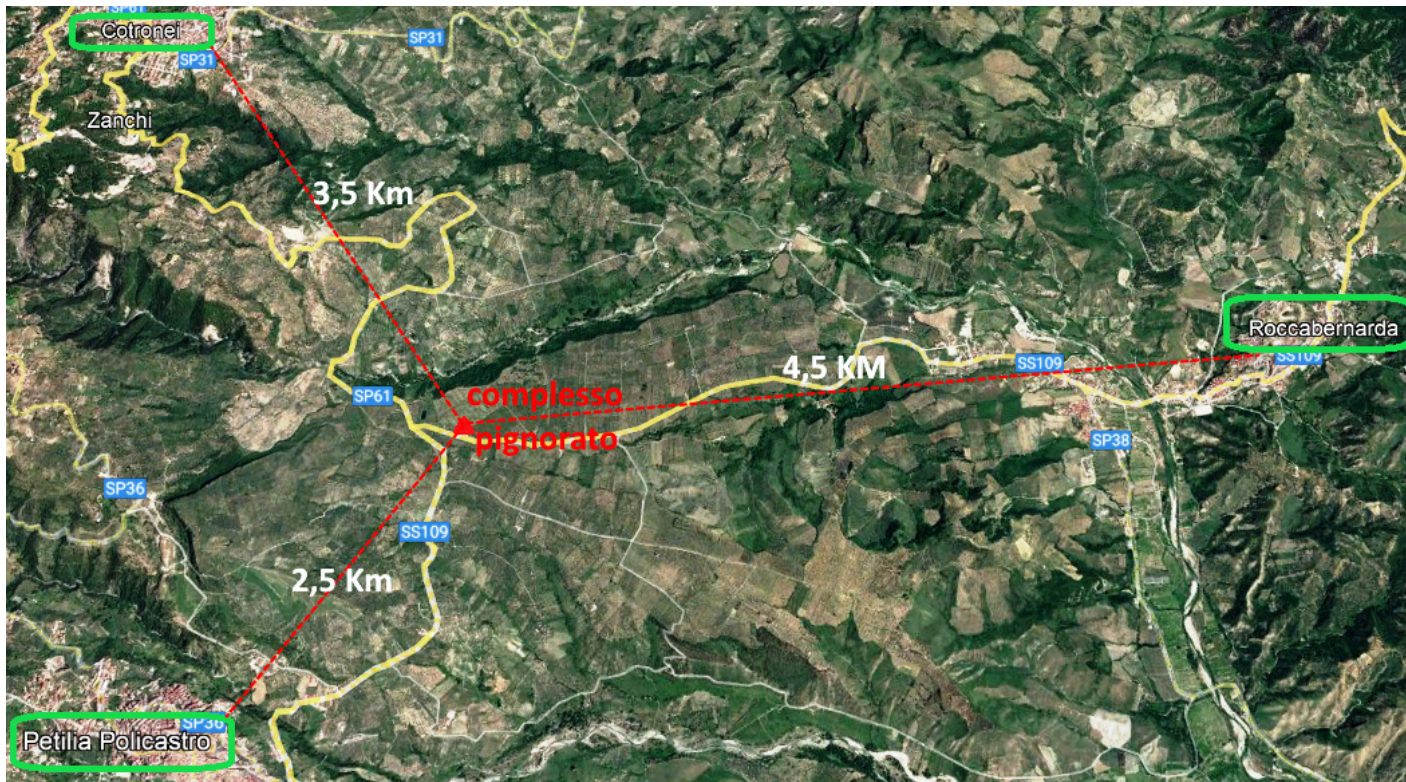 SP61
Cotronei
SP31
SP31
Zanchi
3,5 Km
Roccabernarda
SS109
4,5 KM
SS109
SP61
complesso
pignorato
SP38
SP36
SS109
2,5 Km
SP36
Petilia Policastro